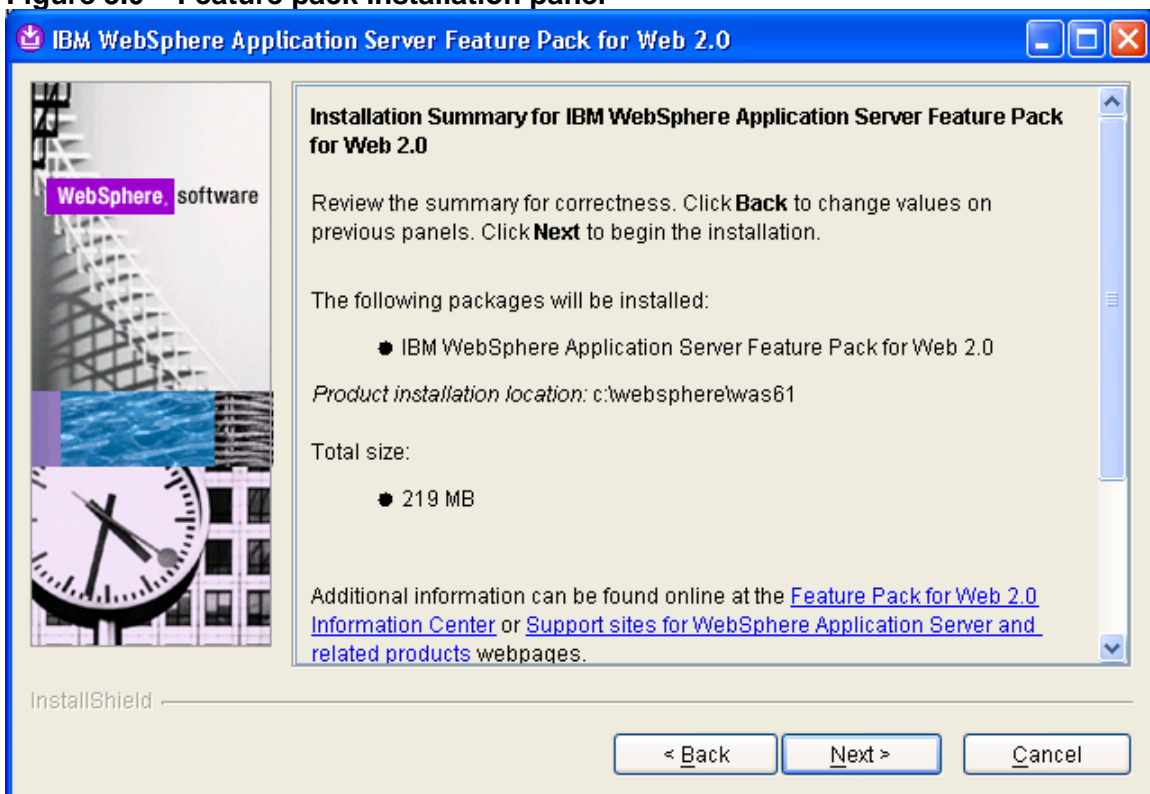 Feature pack installation panel
IBM WebSphere Application Server Feature Pack for Web 2.0
WebSphere. software
Installation Summary for IBM WebSphere Application Server Feature Pack
for Web 2.0
Review the summary for correctness. Click Back to change values on
previous panels. Click Next to begin the installation.
The following packages will be installed:
● IBM WebSphere Application Server Feature Pack for Web 2.0
Product installation location: c:\websphere\was61
Total size:
● 219 MB
Additional information can be found online at the Feature Pack for Web 2.0
Information Center or Support sites for WebSphere Application Server and
related products webpages.
InstallShield
< Back
Next >
Cancel